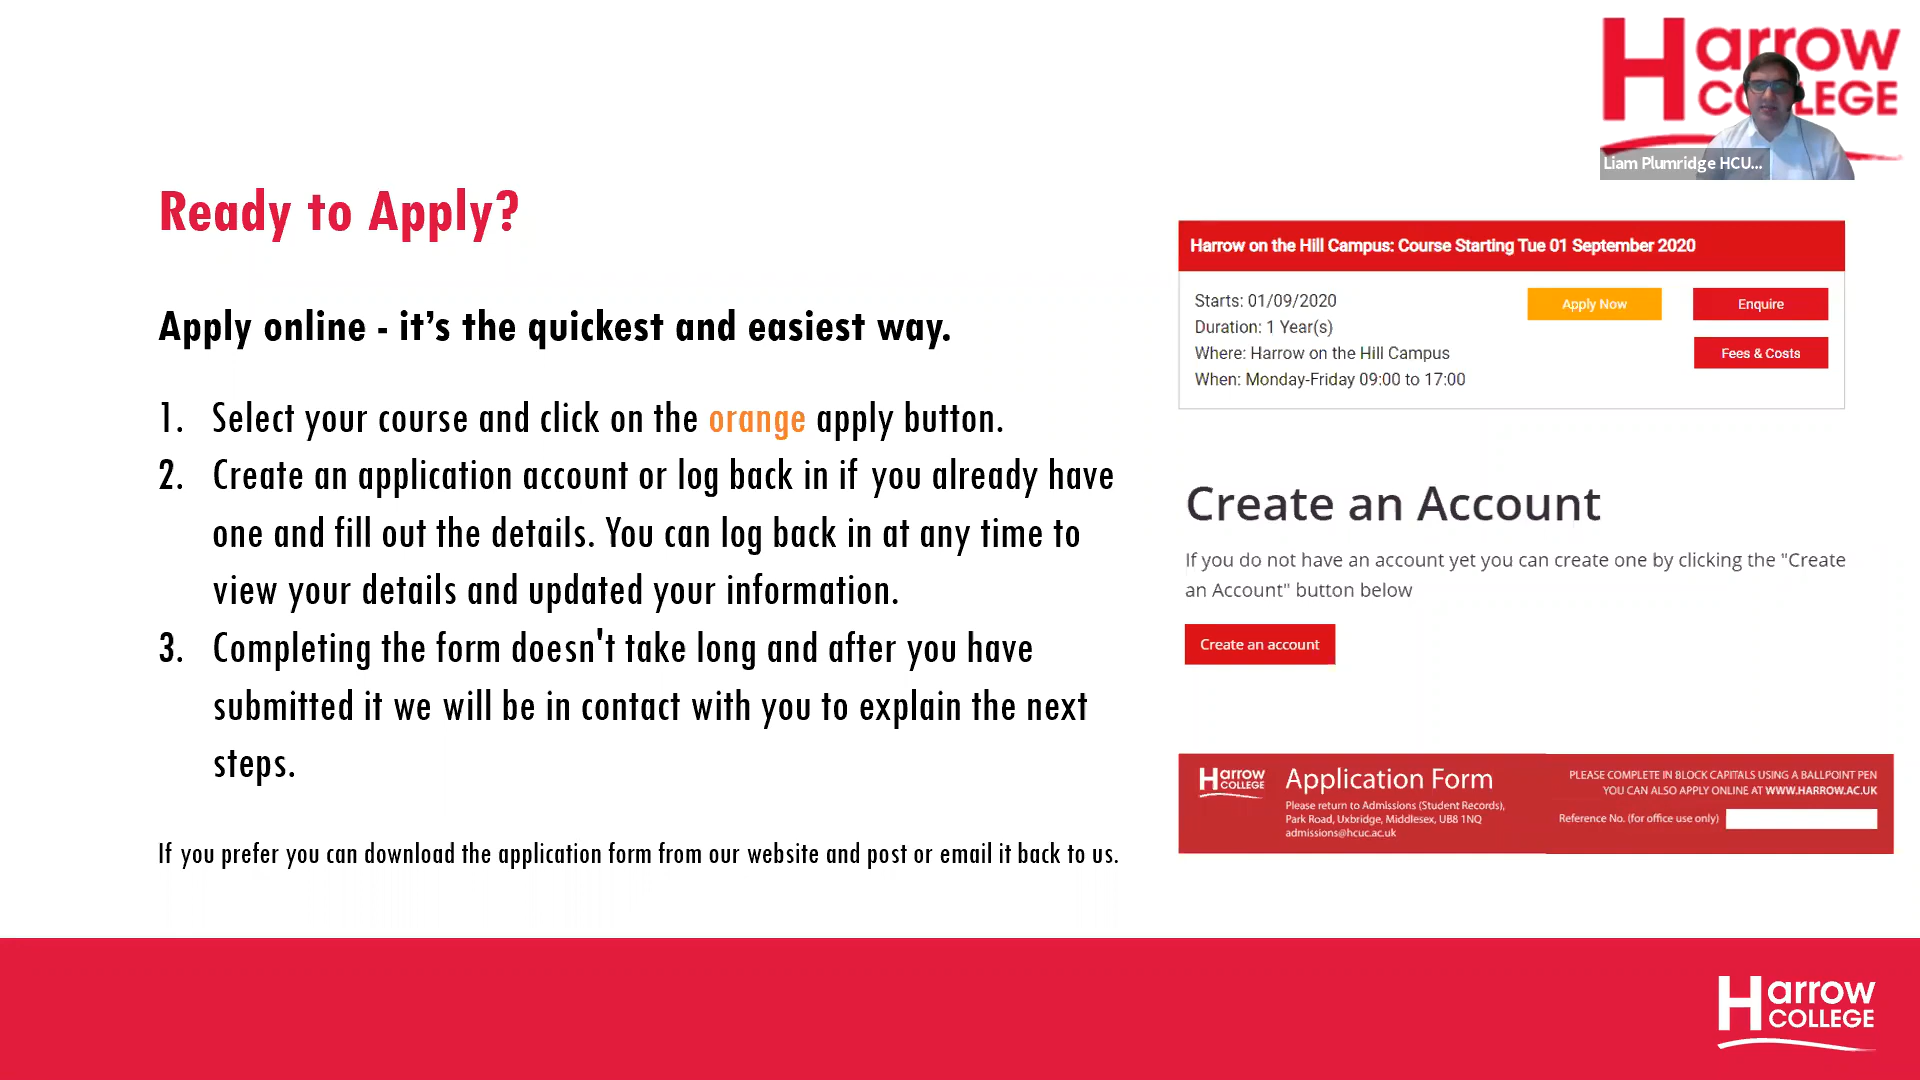 Harrow
COLLEGE
Liam Plumridge HCU...
Ready to Apply?
Apply online - it’s the quickest and easiest way.
1. Select your course and click on the orange apply button.
2. Create an application account or log back in if you already have
one and fill out the details. You can log back in at any time to
view your details and updated your information.
3. Completing the form doesn't take long and after you have
submitted it we will be in contact with you to explain the next
steps.
If you prefer you can download the application form from our website and post or email it back to us.
Harrow on the Hill Campus: Course Starting Tue 01 September 2020
Starts: 01/09/2020
Duration: 1 Year(s)
Where: Harrow on the Hill Campus
When: Monday-Friday 09:00 to 17:00
Apply Now
Enquire
Fees & Costs
Create an Account
If you do not have an account yet you can create one by clicking the "Create
an Account" button below
Create an account
Harrow
COLLEGE
Application Form
Please return to Admissions (Student Records),
Park Road, Uxbridge, Middlesex, UB8 1NQ
admissions@hcuc.ac.uk
PLEASE COMPLETE IN BLOCK CAPITALS USING A BALLPOINT PEN
YOU CAN ALSO APPLY ONLINE AT WWW.HARROW.AC.UK
Reference No. (for office use only)
Harrow
COLLEGE